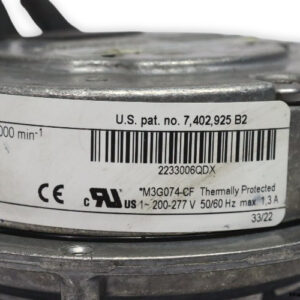 U.S. pat. no. 7,402,925 B2
000 min⁻¹
2233006QDX
"M3G074-CF Thermally Protected
CE c RU US 1~ 200-277 V 50/60 Hz max 1,3 A
33/22